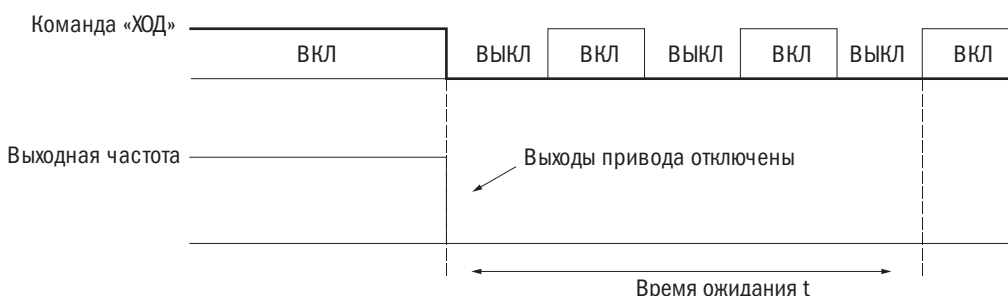 Команда «ХОД»
ВКЛ ВЫКЛ ВКЛ ВЫКЛ ВКЛ ВЫКЛ ВКЛ
Выходная частота
Выходы привода отключены
Время ожидания t